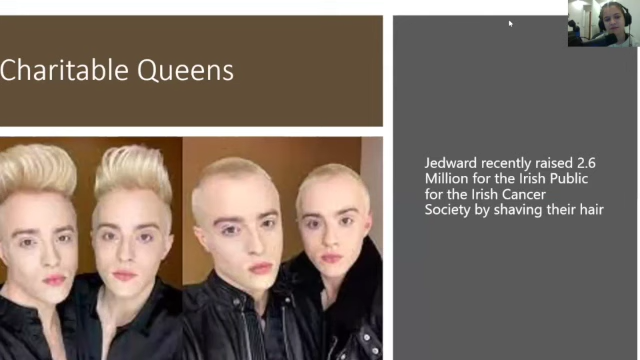 Charitable Queens
Jedward recently raised 2.6
Million for the Irish Public
for the Irish Cancer
Society by shaving their hair